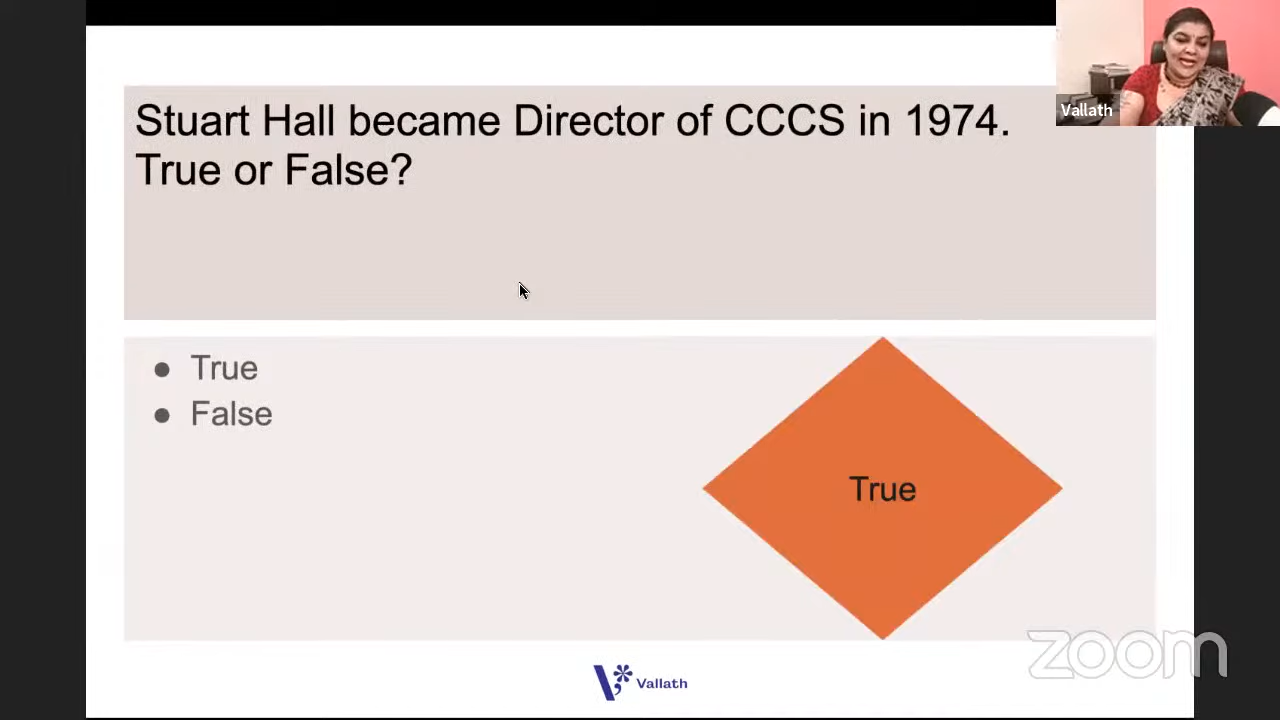 Stuart Hall became Director of CCCS in 1974.
True or False?
Vallath
● True
● False
True
zoom
Vallath